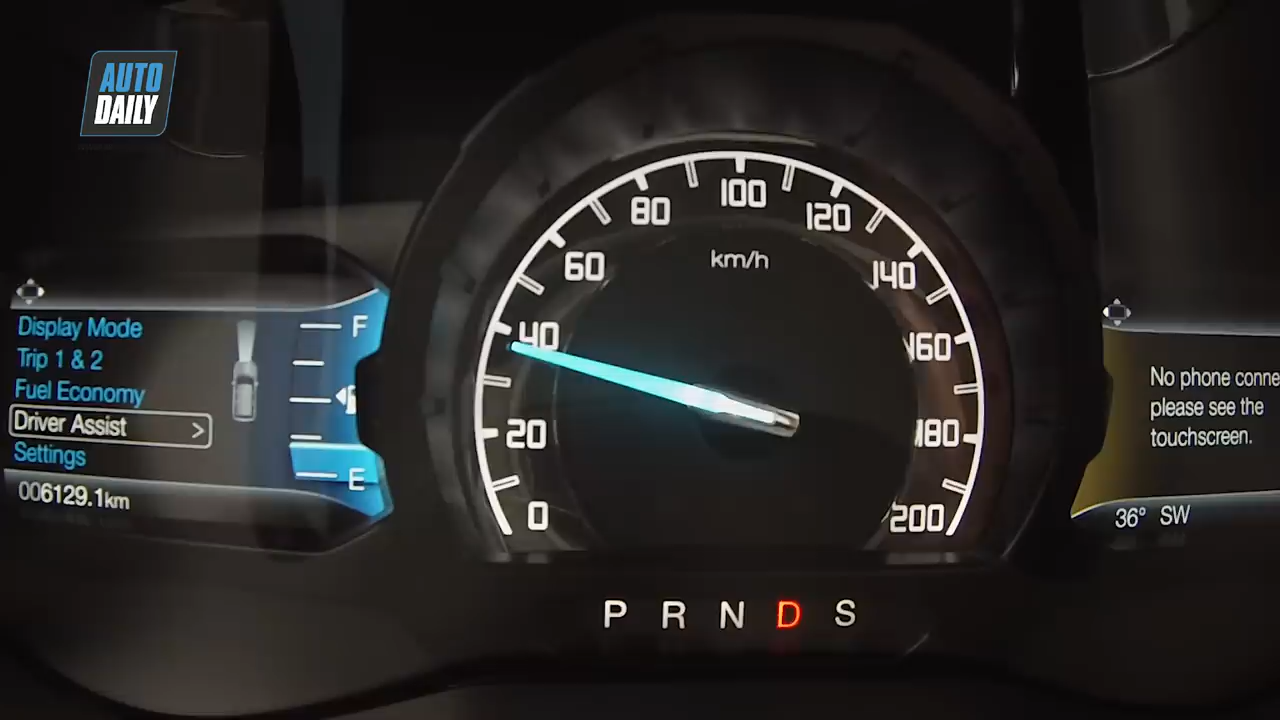 AUTO
DAILY
Display Mode
Trip 1 & 2
Fuel Economy
Driver Assist >
Settings
006129.1km
F
E
0
20
40
60
80
100
120
140
160
180
200
km/h
P R N D S
No phone conne
please see the
touchscreen.
36° SW